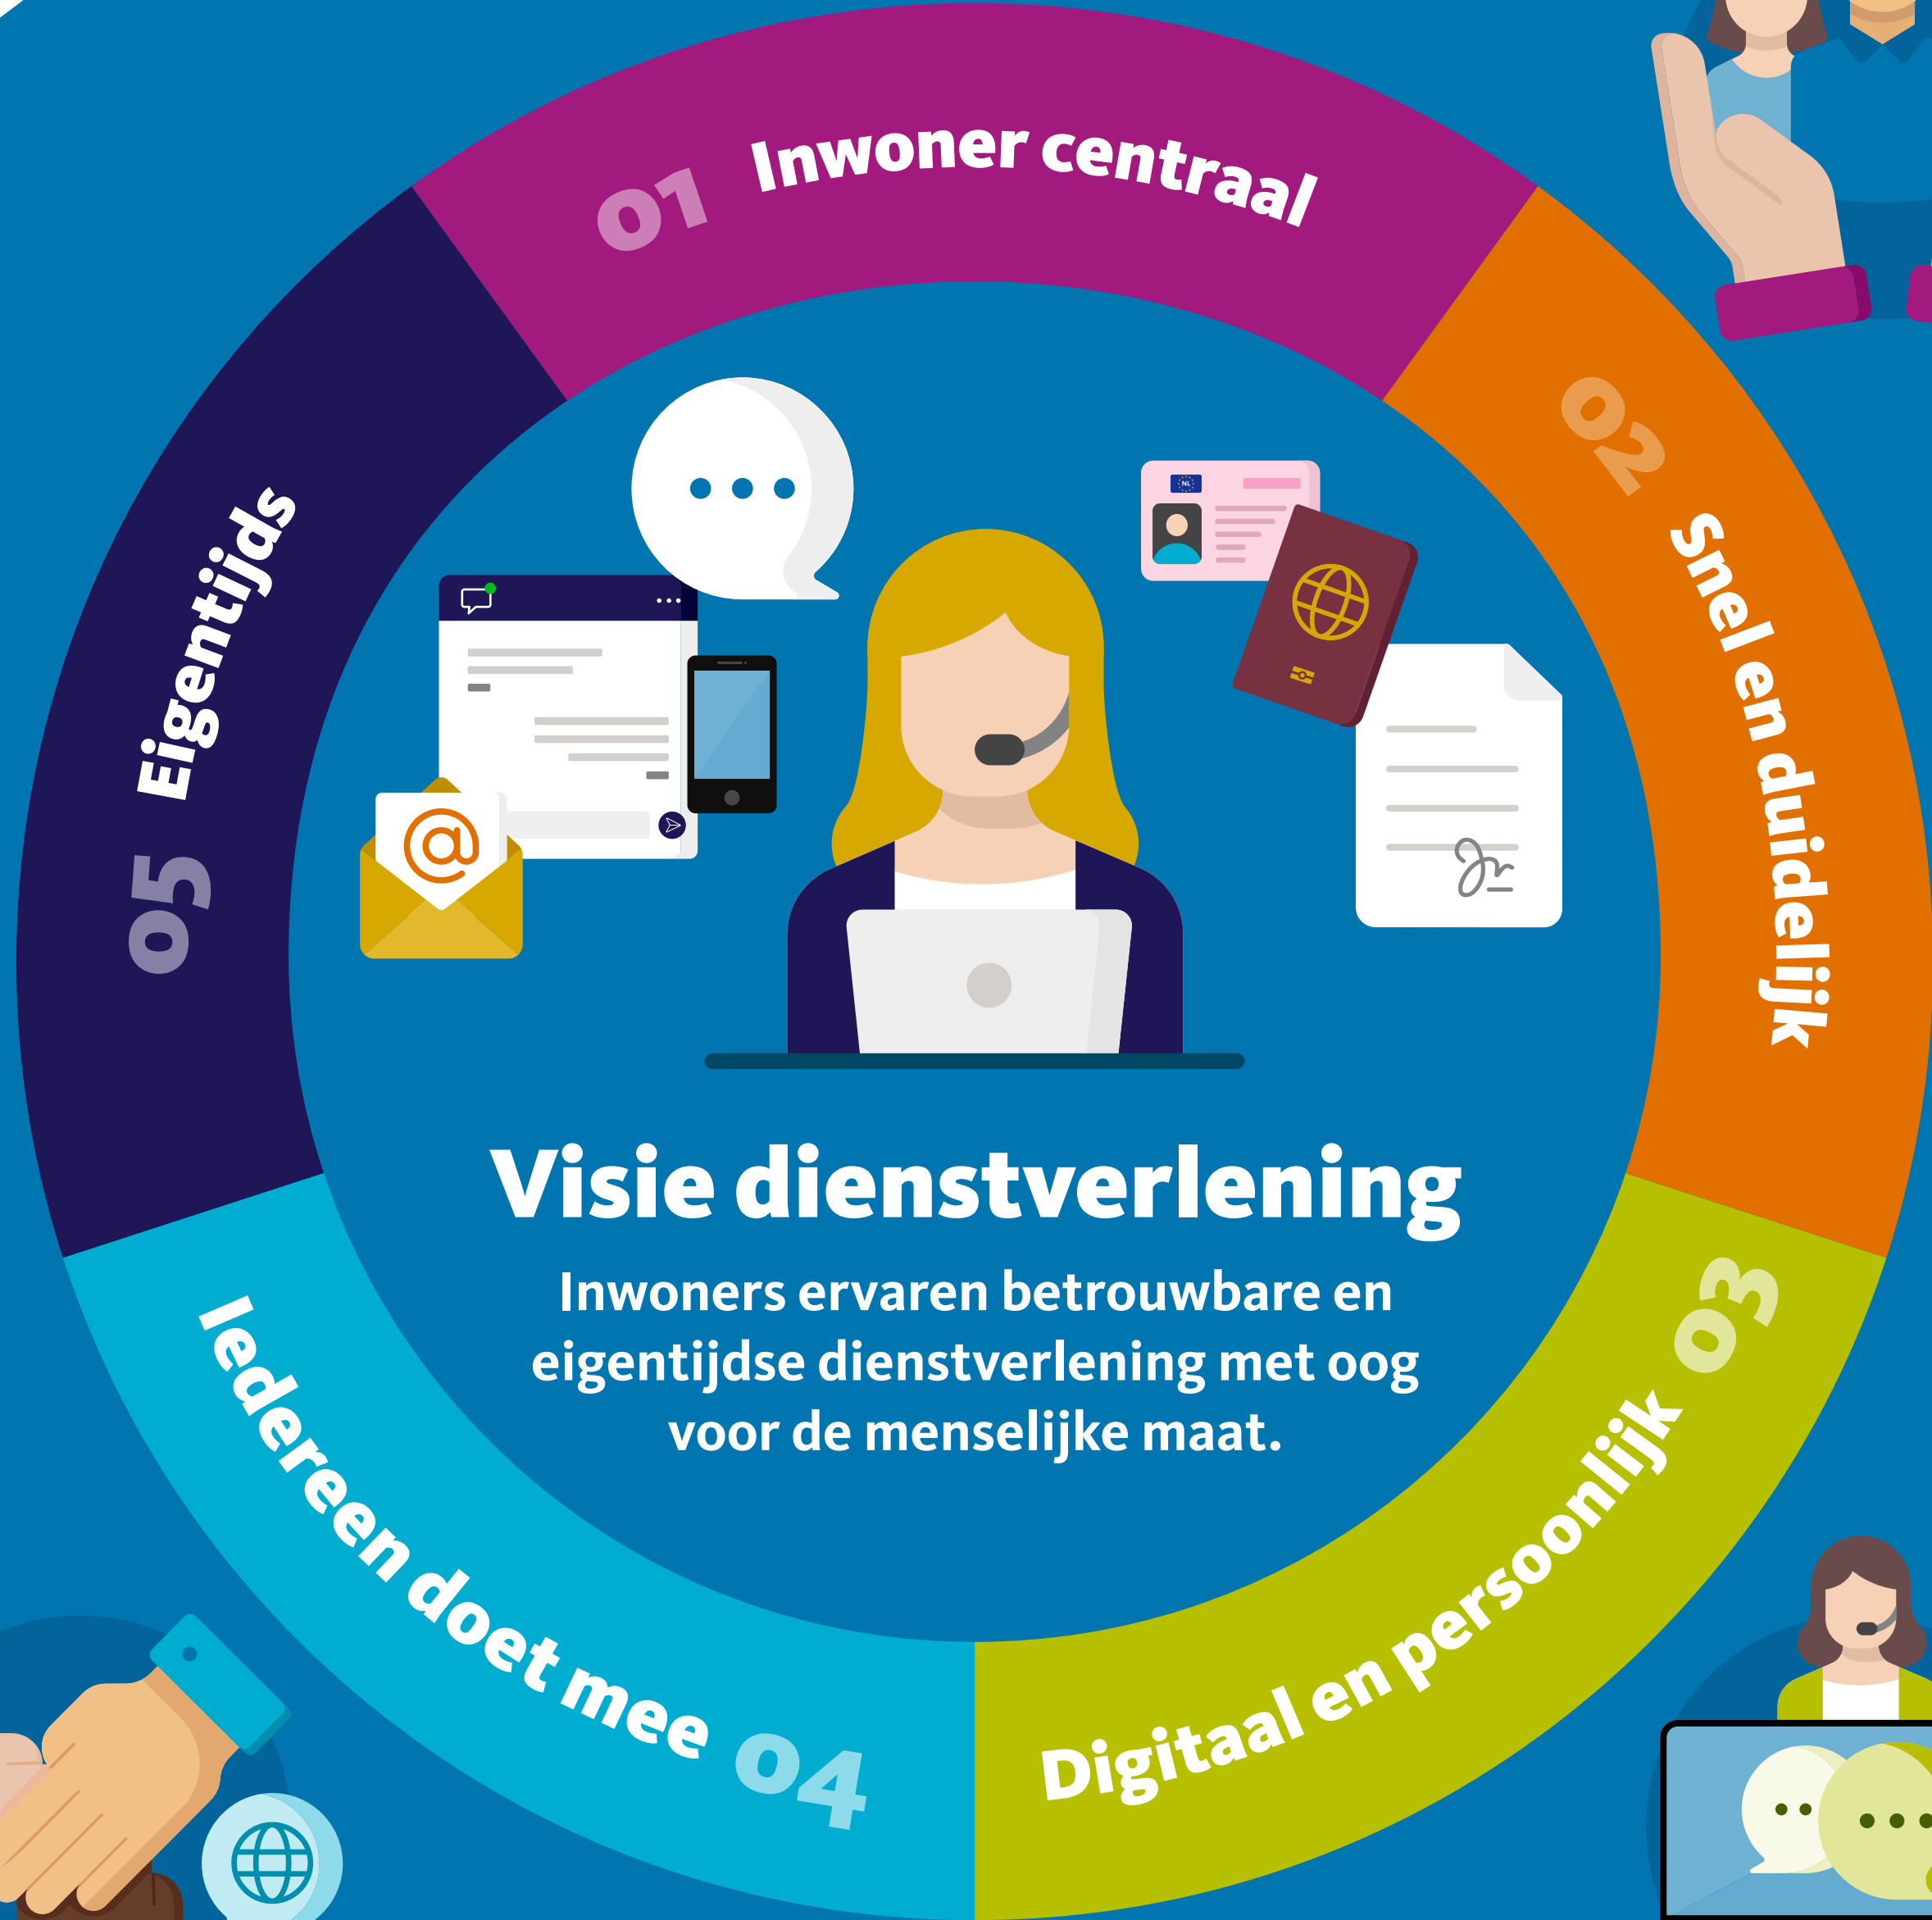 01 Inwoner centraal
02 Snel en duidelijk
03 Digitaal en persoonlijk
04 Iedereen doet mee
05 Eigentijds
NL
@
Visie dienstverlening
Inwoners ervaren betrouwbare en
eigentijdse dienstverlening met oog
voor de menselijke maat.